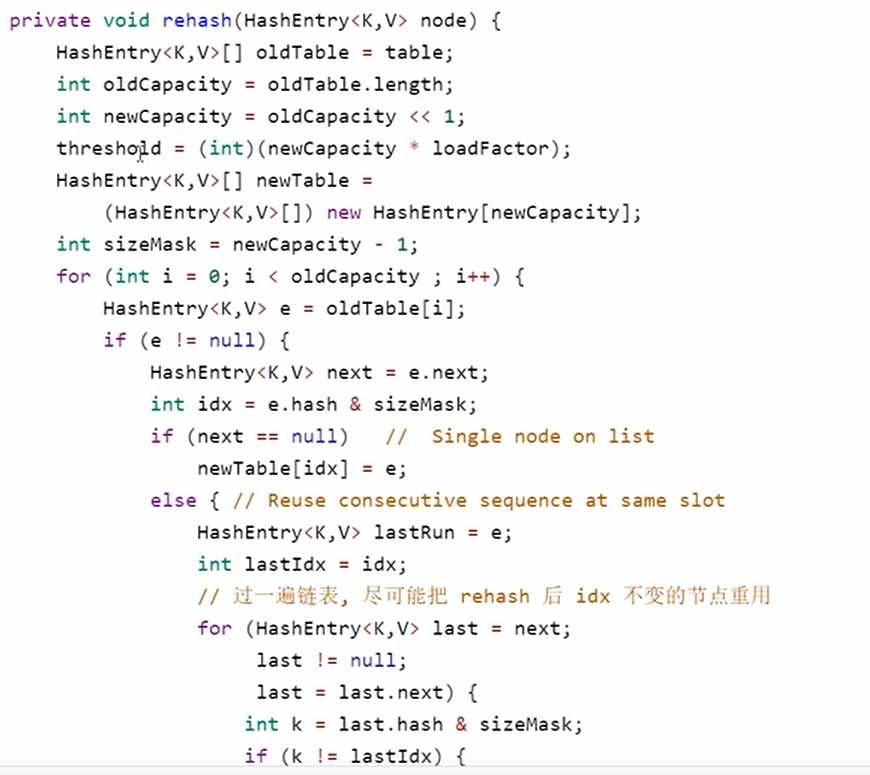 private void rehash(HashEntry<K,V> node) {
HashEntry<K,V>[] oldTable = table;
int oldCapacity = oldTable.length;
int newCapacity = oldCapacity << 1;
threshold = (int)(newCapacity * loadFactor);
HashEntry<K,V>[] newTable =
(HashEntry<K,V>[]) new HashEntry[newCapacity];
int sizeMask = newCapacity - 1;
for (int i = 0; i < oldCapacity ; i++) {
HashEntry<K,V> e = oldTable[i];
if (e != null) {
HashEntry<K,V> next = e.next;
int idx = e.hash & sizeMask;
if (next == null)   //  Single node on list
newTable[idx] = e;
else { // Reuse consecutive sequence at same slot
HashEntry<K,V> lastRun = e;
int lastIdx = idx;
// 过一遍链表, 尽可能把 rehash 后 idx 不变的节点重用
for (HashEntry<K,V> last = next;
last != null;
last = last.next) {
int k = last.hash & sizeMask;
if (k != lastIdx) {